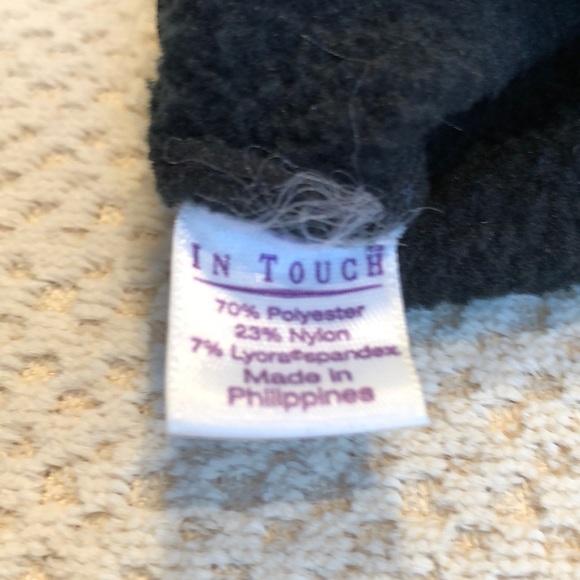 IN TOUCH
70% Polyester
23% Nylon
7% Lycra®spandex
Made in
Philippines